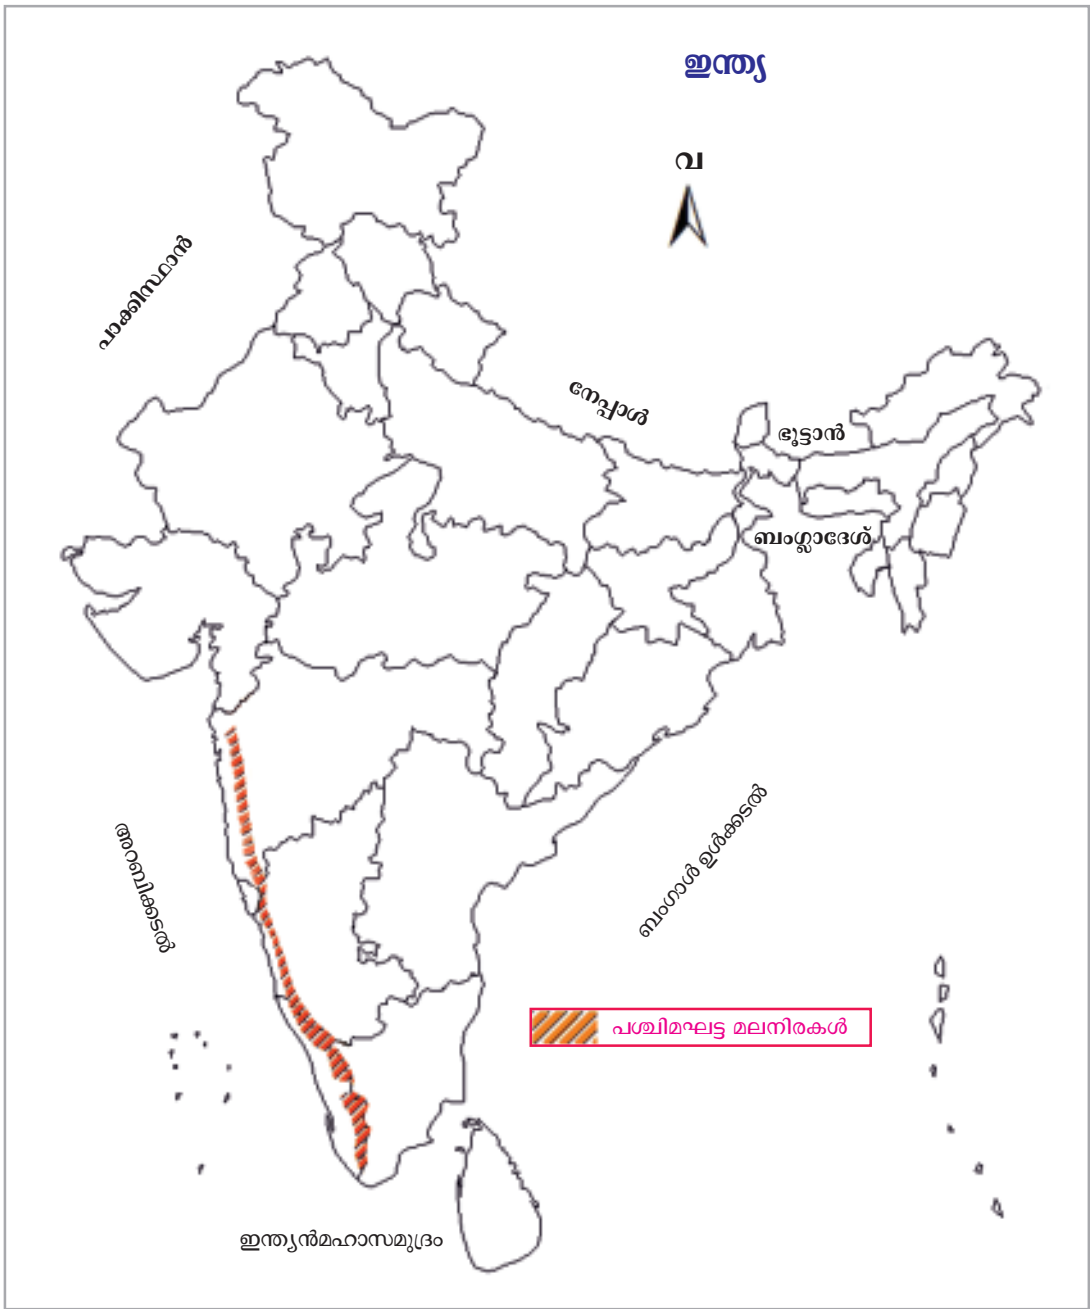 ഇന്ത്യ
വ
പാക്കിസ്ഥാൻ
നേപ്പാൾ
ഭൂട്ടാൻ
ബംഗ്ലാദേശ്
അറബിക്കടൽ
ബംഗാൾ ഉൾക്കടൽ
പശ്ചിമഘട്ട മലനിരകൾ
ഇന്ത്യൻമഹാസമുദ്രം